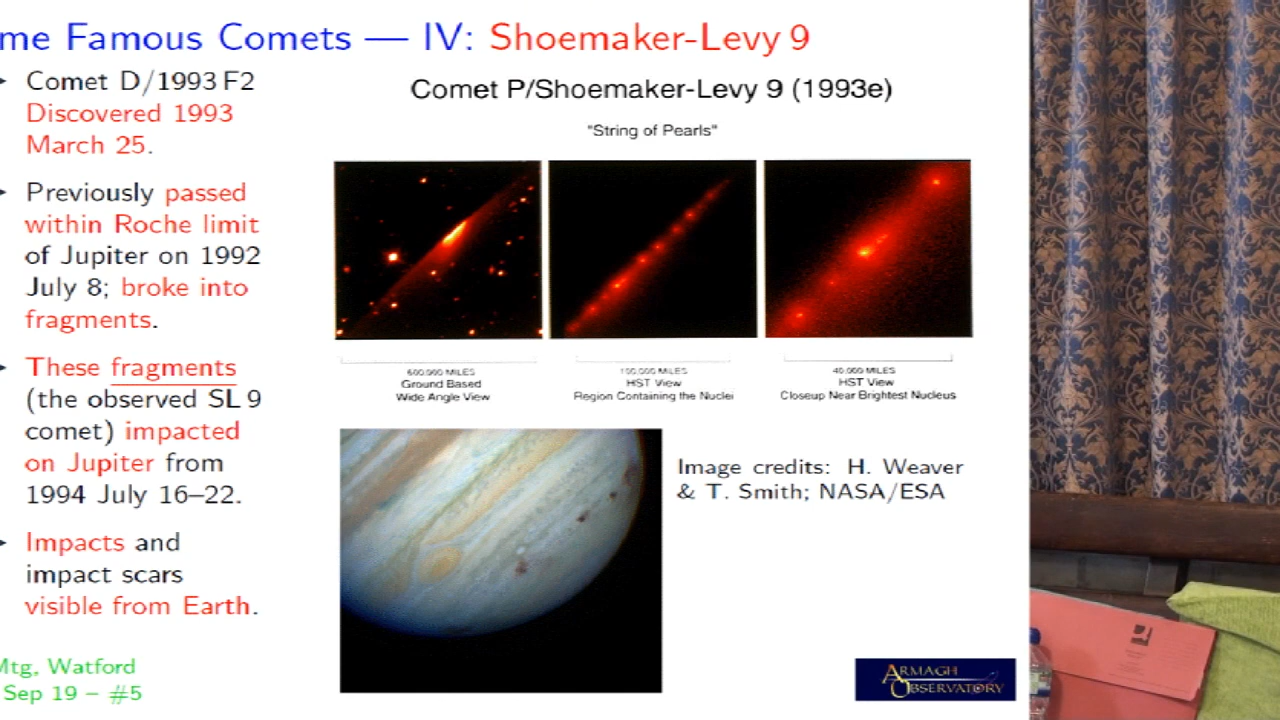 me Famous Comets — IV: Shoemaker-Levy 9
Comet D/1993 F2
Discovered 1993
March 25.
Previously passed
within Roche limit
of Jupiter on 1992
July 8; broke into
fragments.
These fragments
(the observed SL 9
comet) impacted
on Jupiter from
1994 July 16–22.
Impacts and
impact scars
visible from Earth.
Comet P/Shoemaker-Levy 9 (1993e)
"String of Pearls"
600,000 MILES
Ground Based
Wide Angle View
100,000 MILES
HST View
Region Containing the Nuclei
40,000 MILES
HST View
Closeup Near Brightest Nucleus
Image credits: H. Weaver
& T. Smith; NASA/ESA
Mtg, Watford
Sep 19 – #5
ARMAGH
OBSERVATORY